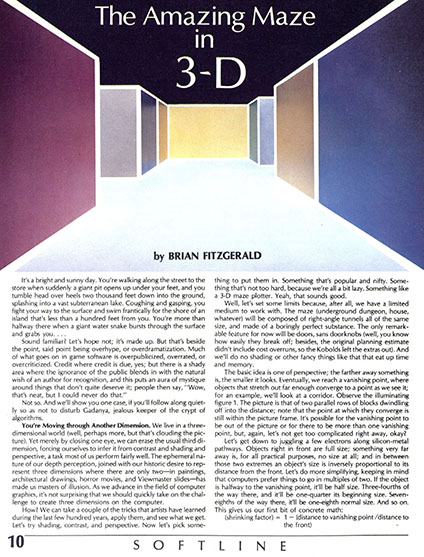 The Amazing Maze
in
3-D
by BRIAN FITZGERALD
It's a bright and sunny day. You're walking along the street to the
store when suddenly a giant pit opens up under your feet, and you
tumble head over heels two thousand feet down into the ground,
splashing into a vast subterranean lake. Coughing and gasping, you
light your way to the surface and swim frantically for the shore of an
island that's less than a hundred feet from you. You're more than
halfway there when a giant water snake bursts through the surface
and grabs you. . . .
Sound familiar? Let's hope not; it's made up. But that's beside
the point, said point being overhype, or overdramatization. Much
of what goes on in game software is overpublicized, overrated, or
overcriticized. Credit where credit is due, yes; but there is a shady
area where the ignorance of the public blends in with the natural
wish of an author for recognition, and this puts an aura of mystique
around things that don't quite deserve it; people then say, "Wow,
that's neat, but I could never do that."
Not so. And we'll show you one case, if you'll follow along quiet-
ly so as not to disturb Gadanya, jealous keeper of the crypt of
algorithms.
You're Moving through Another Dimension. We live in a three-
dimensional world (well, perhaps more, but that's clouding the pic-
ture). Yet merely by closing one eye, we can erase the usual third di-
mension, forcing ourselves to infer it from contrast and shading and
perspective, a task most of us perform fairly well. The ephemeral na-
ture of our depth perception, joined with our historic desire to rep-
resent three dimensions where there are only two—in paintings,
architectural drawings, horror movies, and Viewmaster slides—has
made us masters of illusion. As we advance in the field of computer
graphics, it's not surprising that we should quickly take on the chal-
lenge to create three dimensions on the computer.
How? We can take a couple of the tricks that artists have learned
during the last few hundred years, apply them, and see what we get.
Let's try shading, contrast, and perspective. Now let's pick some-
thing to put them in. Something that's popular and nifty. Some-
thing that's not too hard, because we're all a bit lazy. Something like
a 3-D maze plotter. Yeah, that sounds good.
Well, let's set some limits because, after all, we have a limited
medium to work with. The maze (underground dungeon, house,
whatever) will be composed of right-angle tunnels all of the same
size, and made of a boringly perfect substance. The only remark-
able feature for now will be doors, sans doorknobs (well, you know
how easily they break off; besides, the original planning estimate
didn't include cost overruns, so the Kobolds left the extras out). And
we'll do no shading or other fancy things like that that eat up time
and memory.
The basic idea is one of perspective; the farther away something
is, the smaller it looks. Eventually, we reach a vanishing point, where
objects that stretch out far enough converge to a point as we see it;
for an example, we'll look at a corridor. Observe the illuminating
figure 1. The picture is that of two parallel rows of blocks dwindling
off into the distance; note that the point at which they converge is
still within the picture frame. It's possible for the vanishing point to
be out of the picture or for there to be more than one vanishing
point, but, again, let's not get too complicated right away, okay?
Let's get down to juggling a few electrons along silicon-metal
pathways. Objects right in front are full size; something very far
away is, for all practical purposes, no size at all; and in between
those two extremes an object's size is inversely proportional to its
distance from the front. Let's do more simplifying, keeping in mind
that computers prefer things to go in multiples of two. If the object
halfway to the vanishing point, it'll be half size. Three-fourths of
the way there, and it'll be one-quarter its beginning size. Seven-
eighths of the way there, it'll be one-eighth normal size. And so on.
This gives us our first bit of concrete math:
(shrinking factor) = 1 − (distance to vanishing point / distance to
the front)
10
SOFTLINE